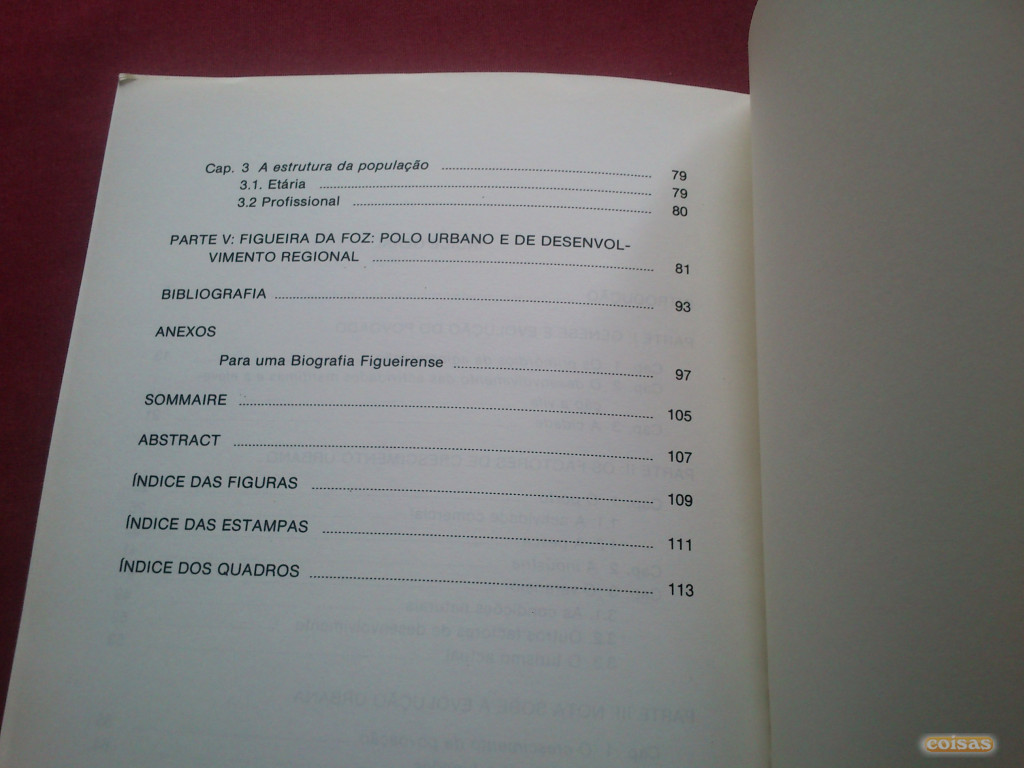 Cap. 3 A estrutura da população ........ 79
3.1. Etária ........ 79
3.2 Profissional ........ 80
PARTE V: FIGUEIRA DA FOZ: POLO URBANO E DE DESENVOL-
VIMENTO REGIONAL ........ 81
BIBLIOGRAFIA ........ 93
ANEXOS
Para uma Biografia Figueirense ........ 97
SOMMAIRE ........ 105
ABSTRACT ........ 107
ÍNDICE DAS FIGURAS ........ 109
ÍNDICE DAS ESTAMPAS ........ 111
ÍNDICE DOS QUADROS ........ 113
coisas